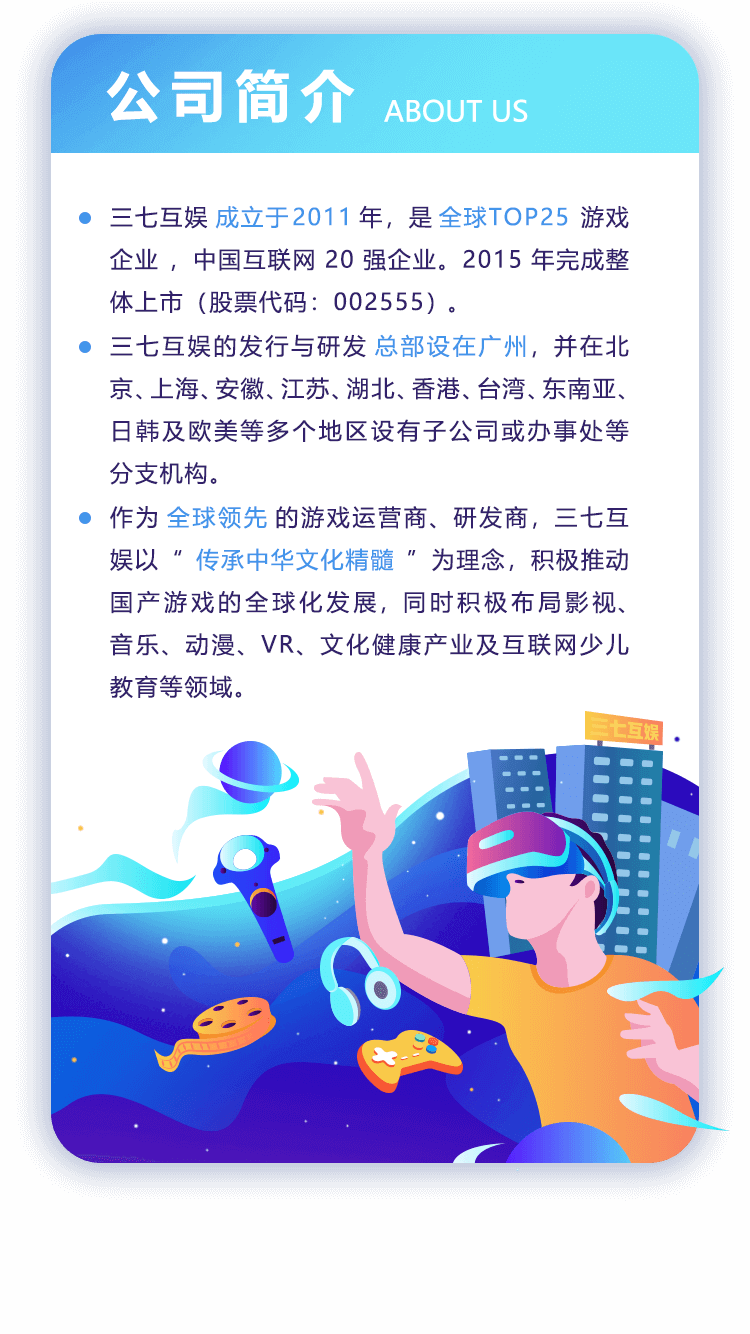 公司简介 ABOUT US
三七互娱 成立于2011 年，是 全球TOP25 游戏
企业 ，中国互联网 20 强企业。2015 年完成整
体上市（股票代码：002555）。
三七互娱的发行与研发 总部设在广州，并在北
京、上海、安徽、江苏、湖北、香港、台湾、东南亚、
日韩及欧美等多个地区设有子公司或办事处等
分支机构。
作为 全球领先 的游戏运营商、研发商，三七互
娱以“ 传承中华文化精髓 ”为理念，积极推动
国产游戏的全球化发展，同时积极布局影视、
音乐、动漫、VR、文化健康产业及互联网少儿
教育等领域。
三七互娱